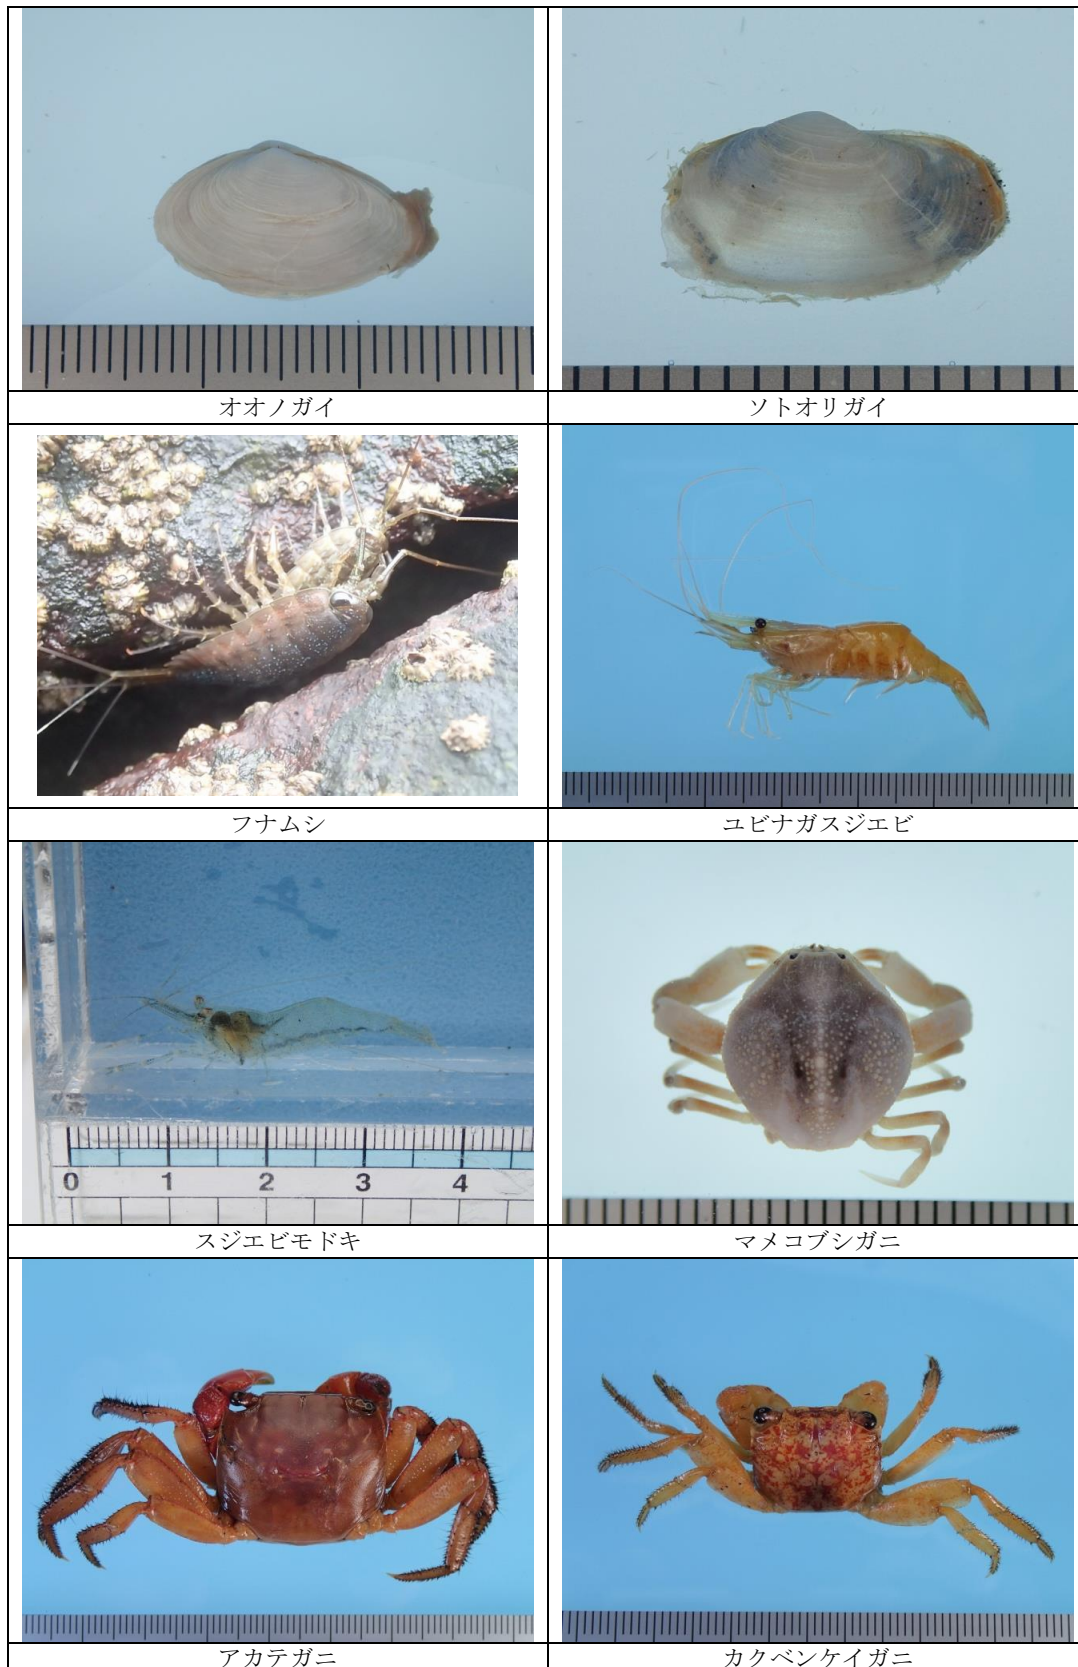 オオノガイ
ソトオリガイ
フナムシ
ユビナガスジエビ
0 1 2 3 4
スジエビモドキ
マメコブシガニ
アカテガニ
カクベンケイガニ